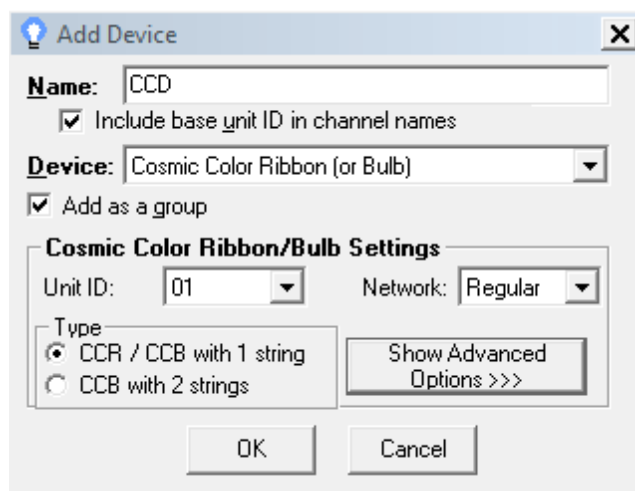 Add Device
Name: CCD
Include base unit ID in channel names
Device: Cosmic Color Ribbon (or Bulb)
Add as a group
Cosmic Color Ribbon/Bulb Settings
Unit ID: 01 Network: Regular
Type
CCR / CCB with 1 string
CCB with 2 strings
Show Advanced
Options >>>
OK Cancel